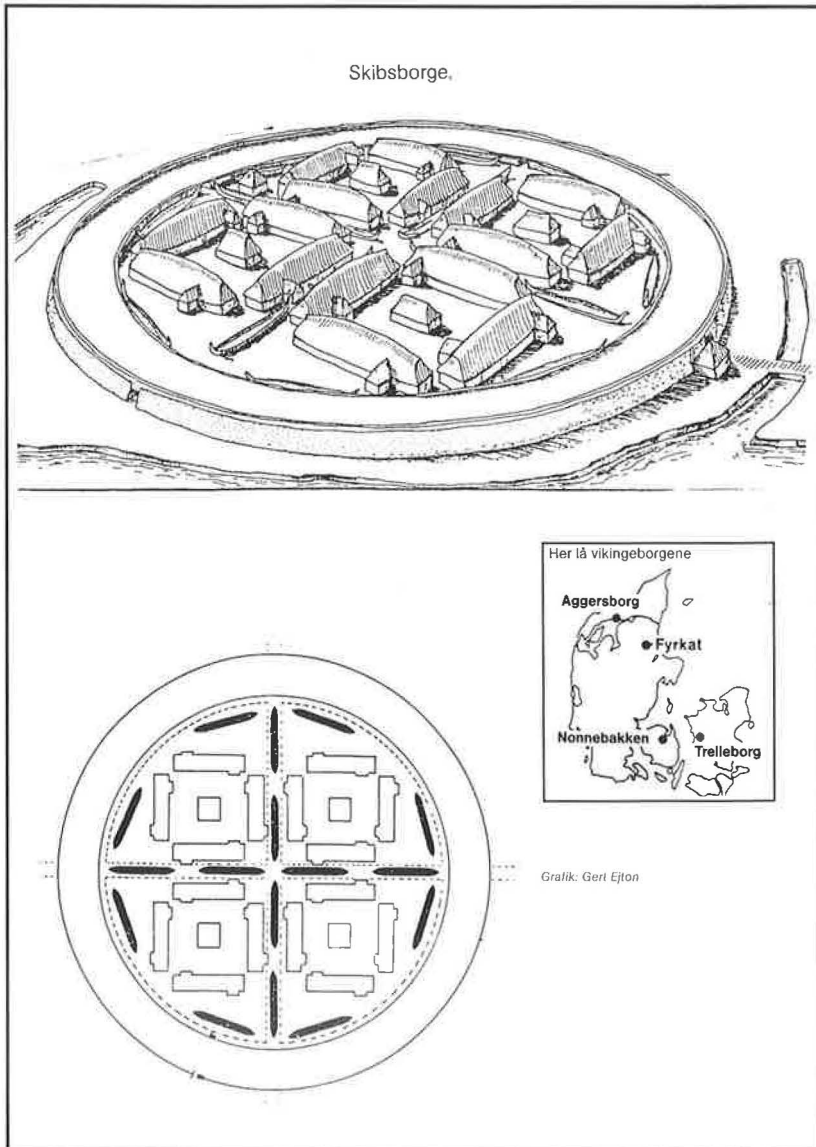 Skibsborge,
Her lå vikingeborgene
Aggersborg
Fyrkat
Nonnebakken
Trelleborg
Grafik: Gert Ejton